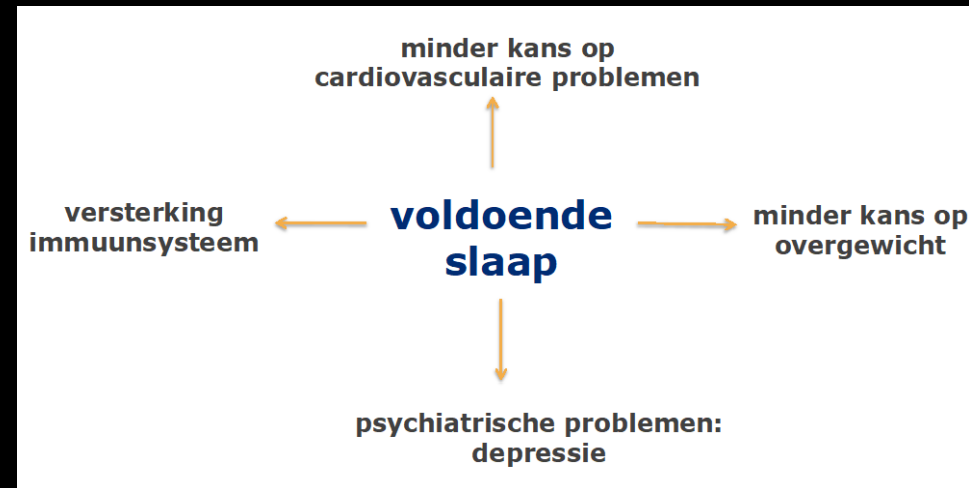 minder kans op
cardiovasculaire problemen
versterking
immuunsysteem
voldoende
slaap
minder kans op
overgewicht
psychiatrische problemen:
depressie